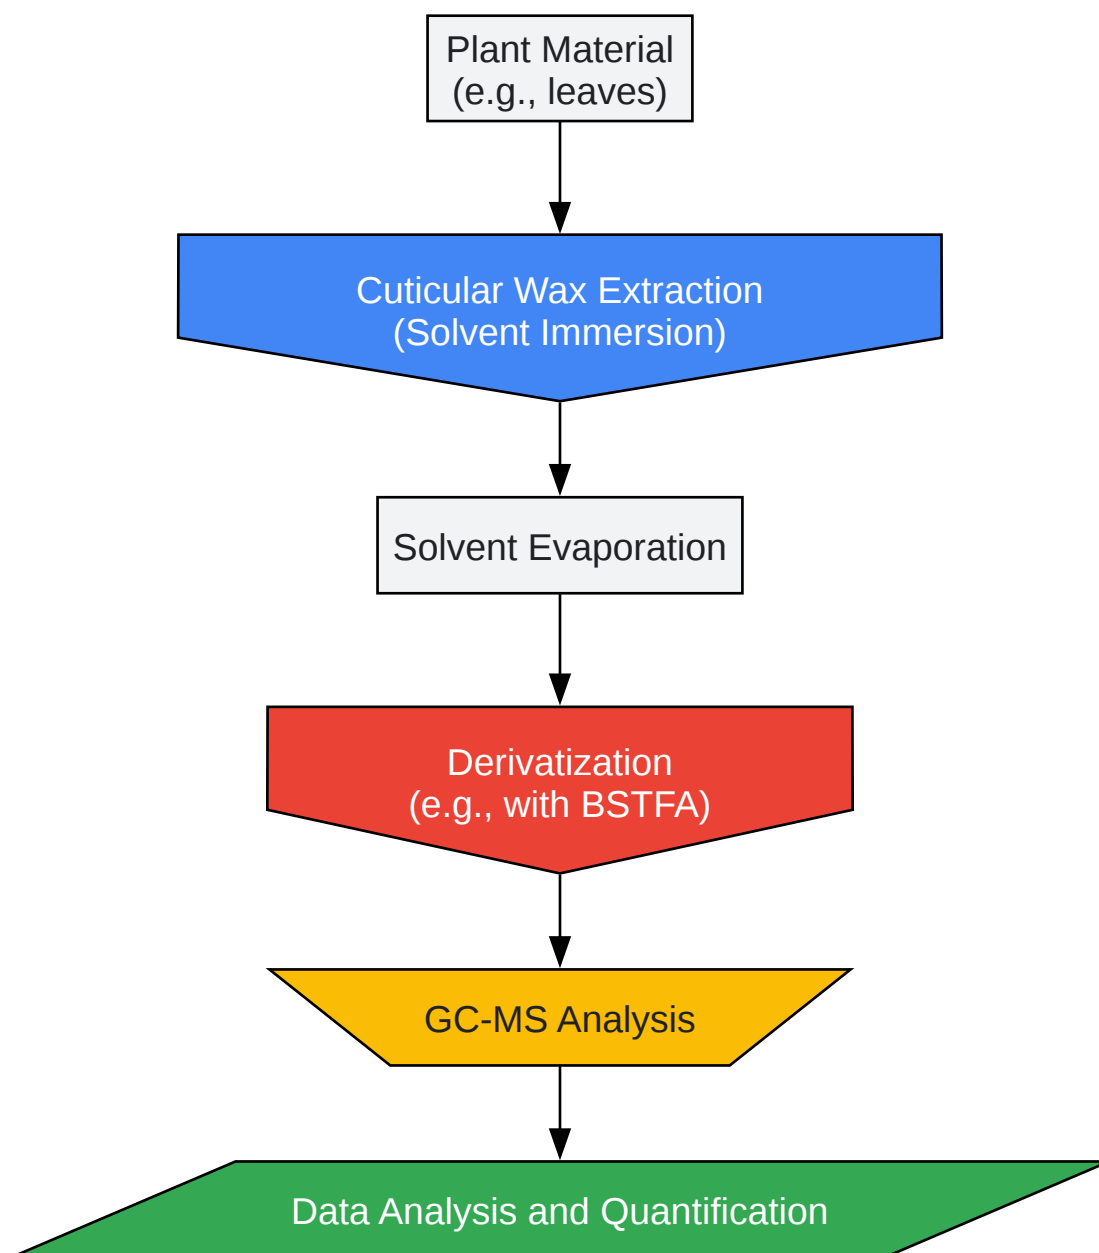 Plant Material
(e.g., leaves)
Cuticular Wax Extraction
(Solvent Immersion)
Solvent Evaporation
Derivatization
(e.g., with BSTFA)
GC-MS Analysis
Data Analysis and Quantification